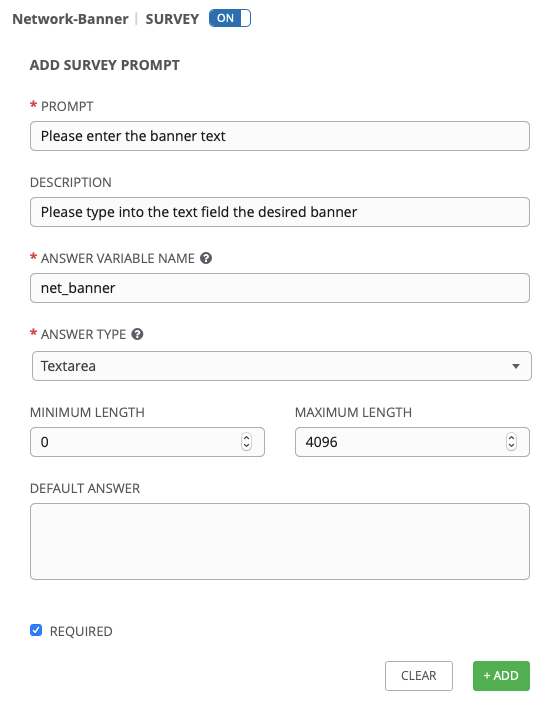 Network-Banner | SURVEY ON
ADD SURVEY PROMPT
* PROMPT
Please enter the banner text
DESCRIPTION
Please type into the text field the desired banner
* ANSWER VARIABLE NAME ?
net_banner
* ANSWER TYPE ?
Textarea
MINIMUM LENGTH MAXIMUM LENGTH
0 4096
DEFAULT ANSWER
REQUIRED
CLEAR + ADD